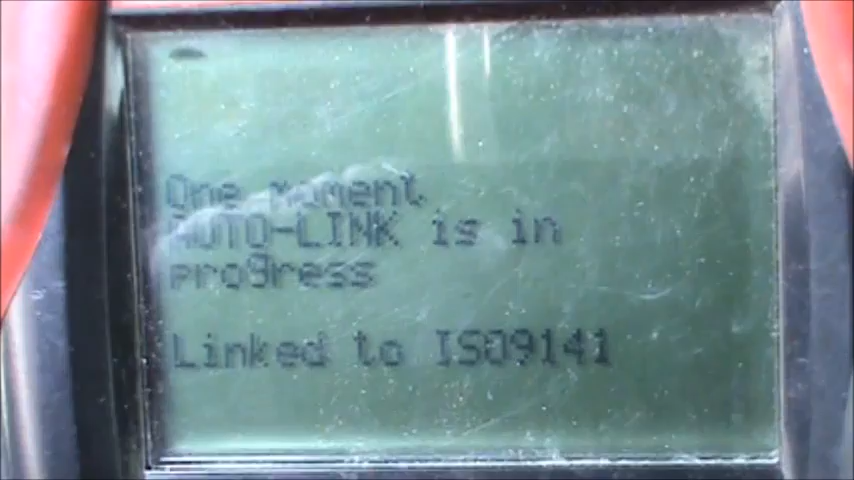 One moment
AUTO-LINK is in
progress
Linked to ISO9141